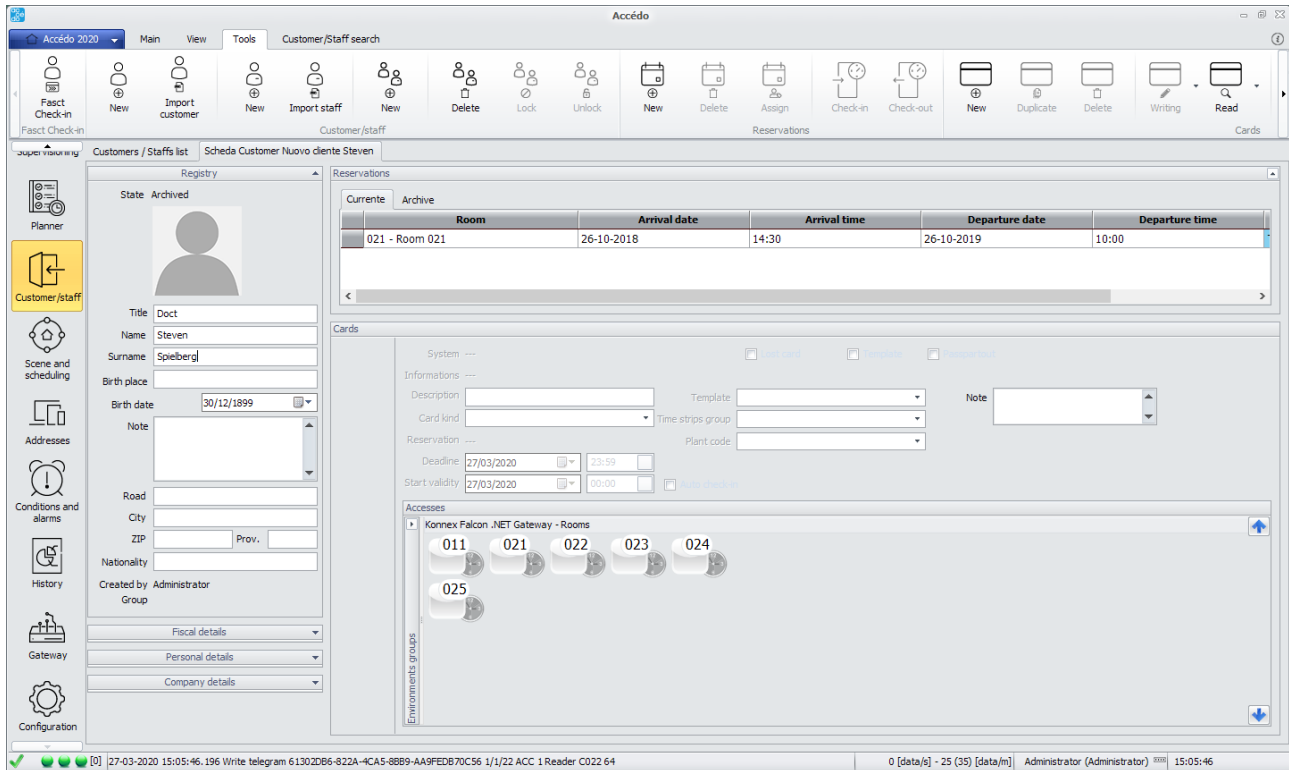 Accédo
Accédo 2020 Main View Tools Customer/Staff search
Fasct Check-in New Import customer New Import staff New Delete Lock Unlock New Delete Assign Check-in Check-out New Duplicate Delete Writing Read
Fasct Check-in Customer/staff Reservations Cards
Supervisioning
Planner
Customer/staff
Scene and scheduling
Addresses
Conditions and alarms
History
Gateway
Configuration
Customers / Staffs list Scheda Customer Nuovo cliente Steven
Registry
State Archived
Title Doct
Name Steven
Surname Spielberg
Birth place
Birth date 30/12/1899
Note
Road
City
ZIP Prov.
Nationality
Created by Administrator
Group
Fiscal details
Personal details
Company details
Reservations
Currente Archive
Room Arrival date Arrival time Departure date Departure time
021 - Room 021 26-10-2018 14:30 26-10-2019 10:00
Cards
System --- Lost card Template Passpartout
Informations ---
Description Template Note
Card kind Time strips group
Reservation --- Plant code
Deadline 27/03/2020 23:59
Start validity 27/03/2020 00:00 Auto check-in
Accesses
Konnex Falcon .NET Gateway - Rooms
011 021 022 023 024
025
Environments groups
[0] 27-03-2020 15:05:46.196 Write telegram 61302DB6-822A-4CA5-8BB9-AA9FEDB70C56 1/1/22 ACC 1 Reader C022 64 0 [data/s] - 25 (35) [data/m] Administrator (Administrator) 15:05:46